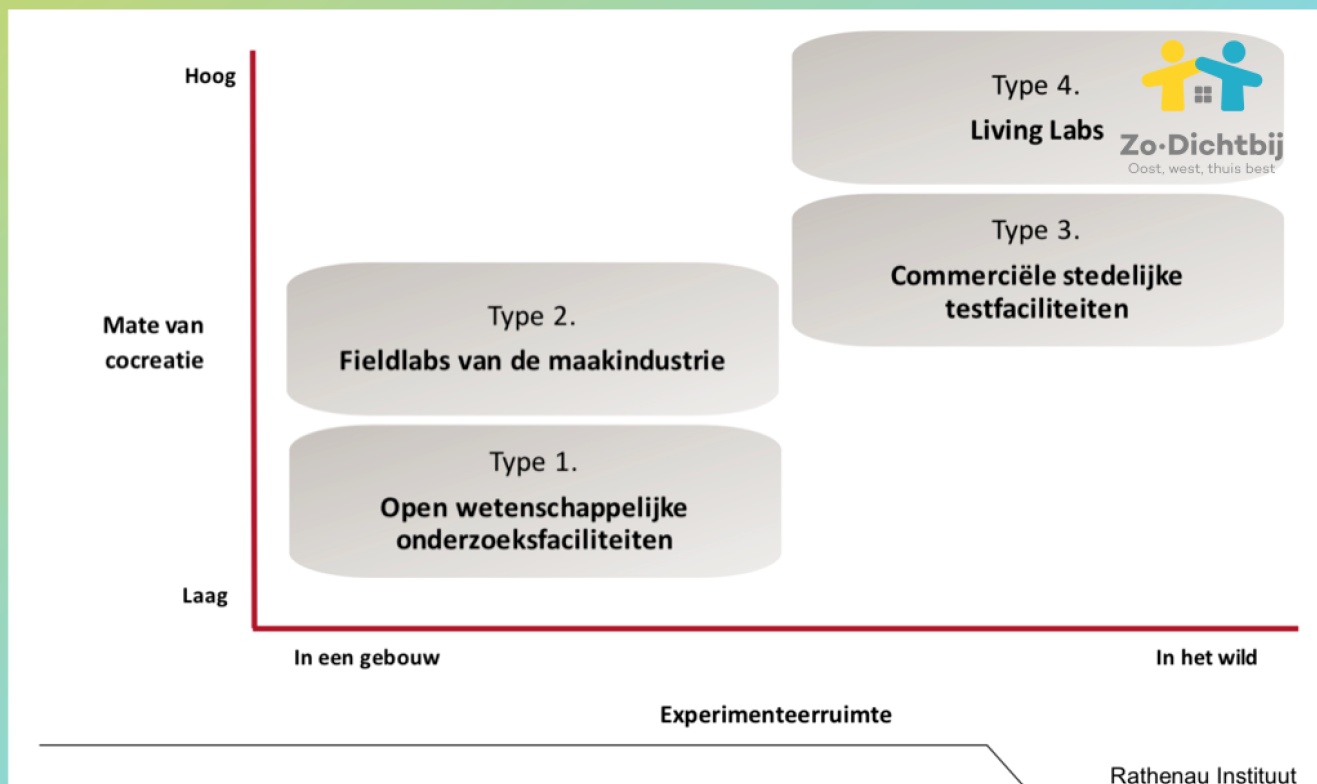 Hoog
Type 4.
Living Labs
Zo·Dichtbij
Oost, west, thuis best
Type 3.
Commerciële stedelijke
testfaciliteiten
Type 2.
Fieldlabs van de maakindustrie
Mate van
cocreatie
Type 1.
Open wetenschappelijke
onderzoeksfaciliteiten
Laag
In een gebouw
In het wild
Experimenteerruimte
Rathenau Instituut